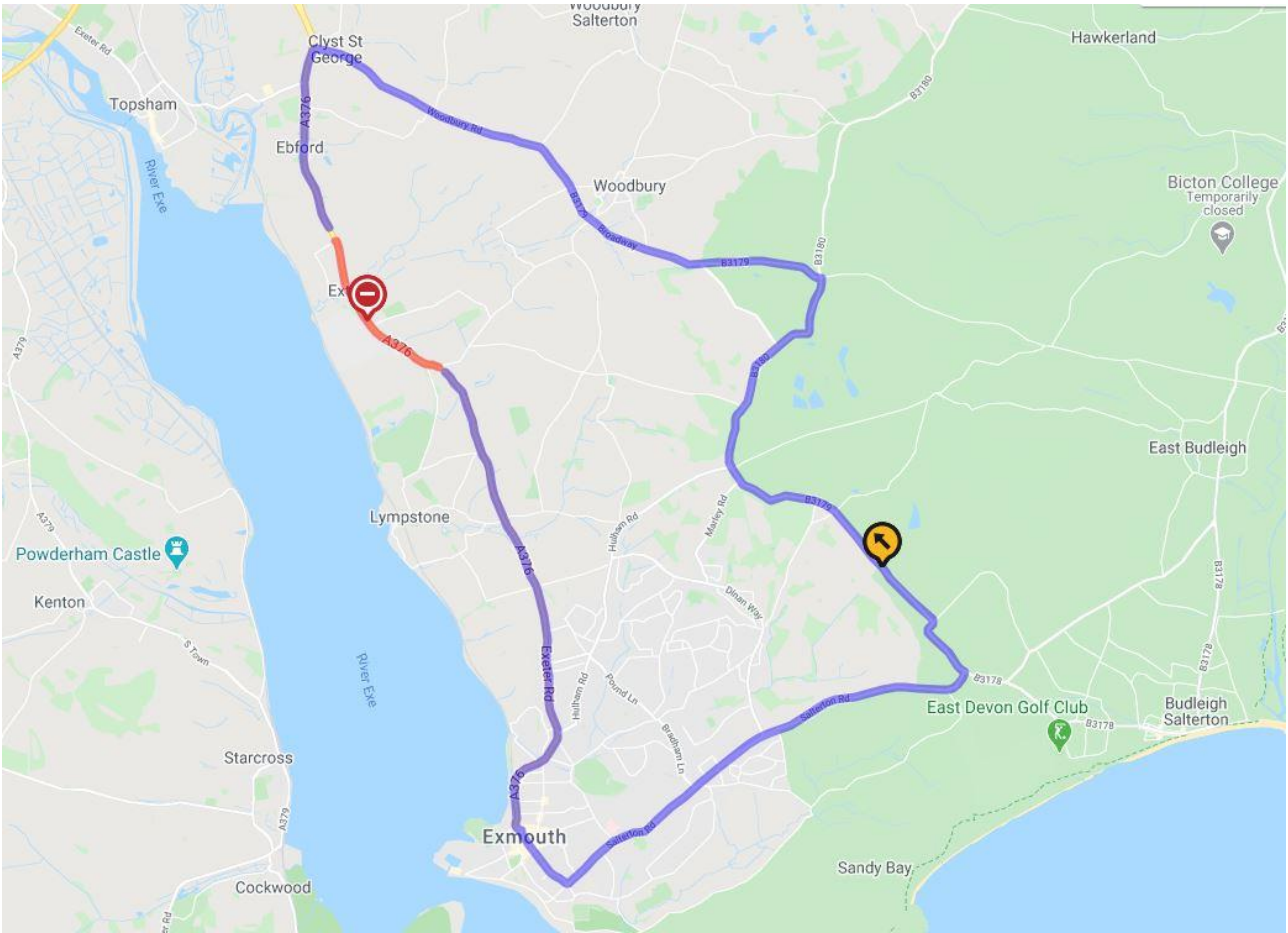 Woodbury
Salterton
Hawkerland
Clyst St
George
Exeter Rd
B3180
Topsham
A376
Woodbury Rd
Ebford
River Exe
Woodbury
Bicton College
Temporarily
closed
B3179
Broadway
B3180
B3179
Ex
A376
A379
B3180
East Budleigh
B3179
Marley Rd
Hulham Rd
Lympstone
A379
Powderham Castle
A376
B3178
Dinan Way
Kenton
S Town
River Exe
Exeter Rd
B3178
B3178
Pound Ln
Hulham Rd
Salterton Rd
East Devon Golf Club
Budleigh
Salterton
B3178
Bradham Ln
Starcross
A376
A379
Exmouth
Salterton Rd
Sandy Bay
Cockwood